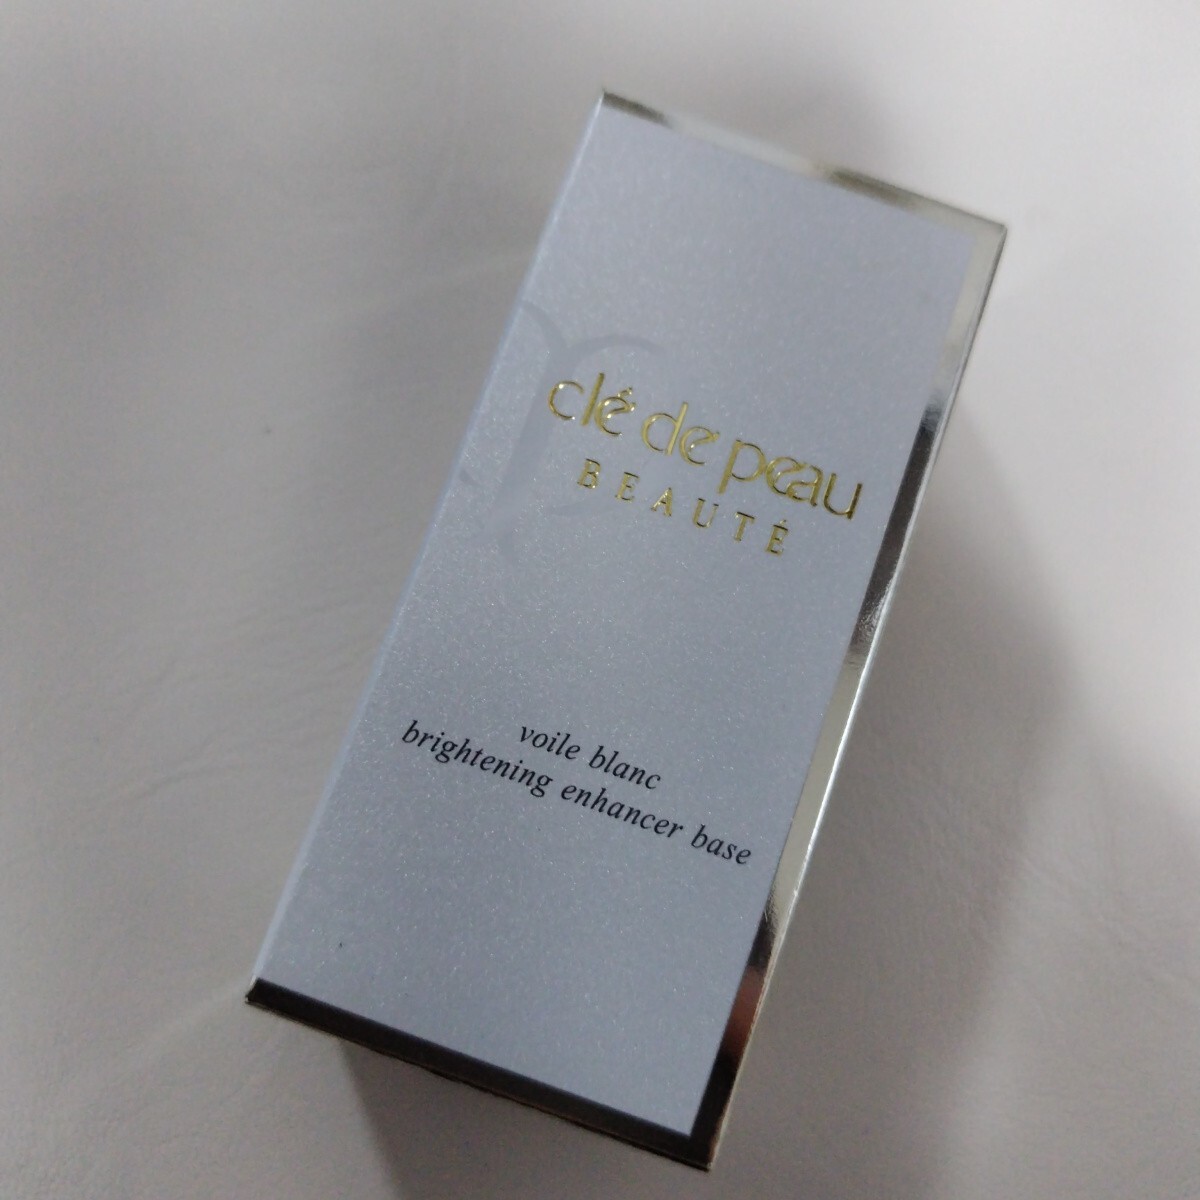 clé de peau
BEAUTÉ
voile blanc
brightening enhancer base